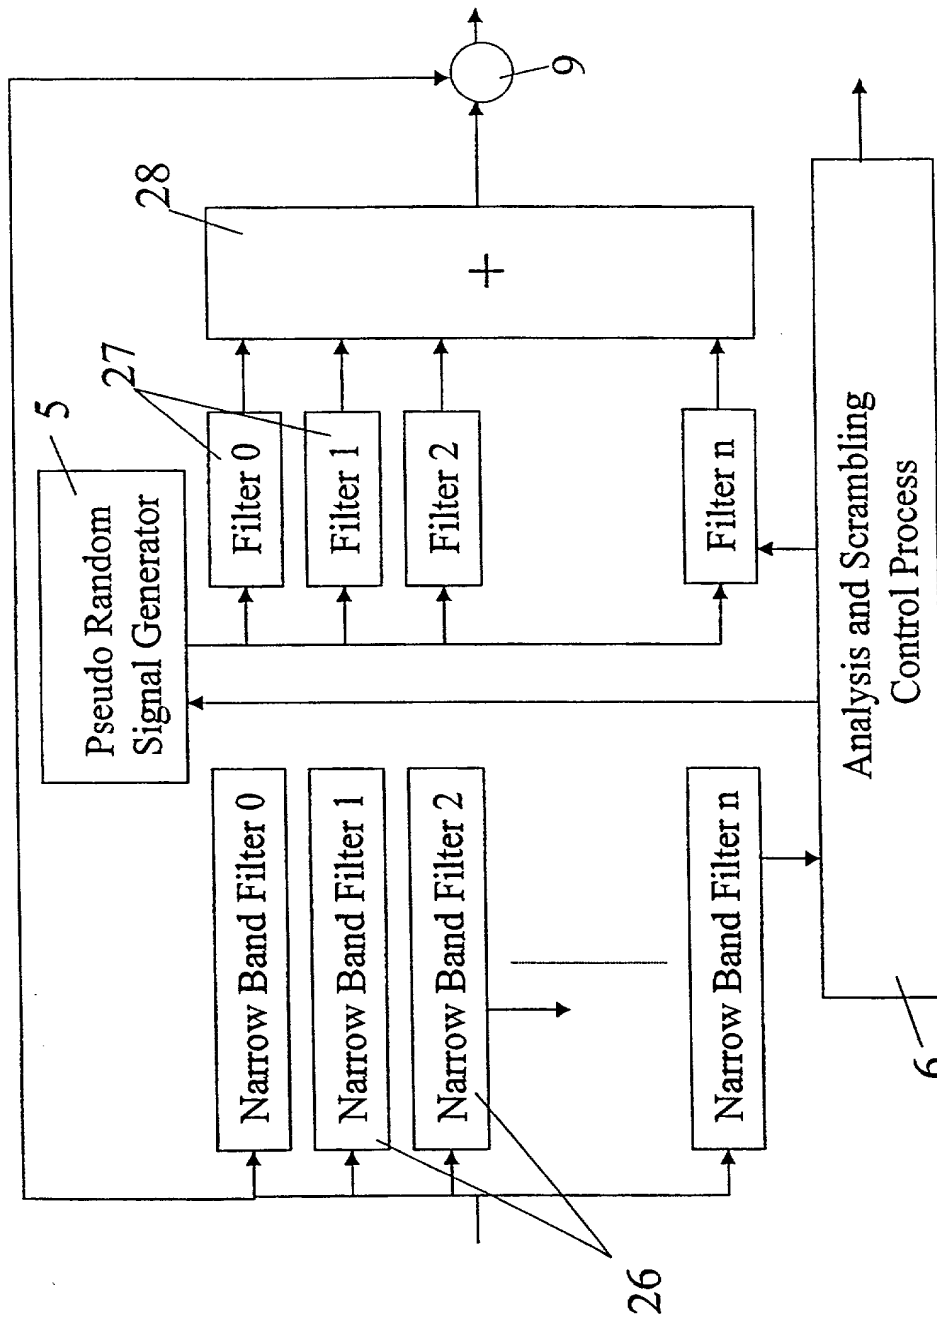 Pseudo Random
Signal Generator
5
Narrow Band Filter 0
Narrow Band Filter 1
Narrow Band Filter 2
Narrow Band Filter n
26
Filter 0
Filter 1
Filter 2
Filter n
27
+
28
9
Analysis and Scrambling
Control Process
6